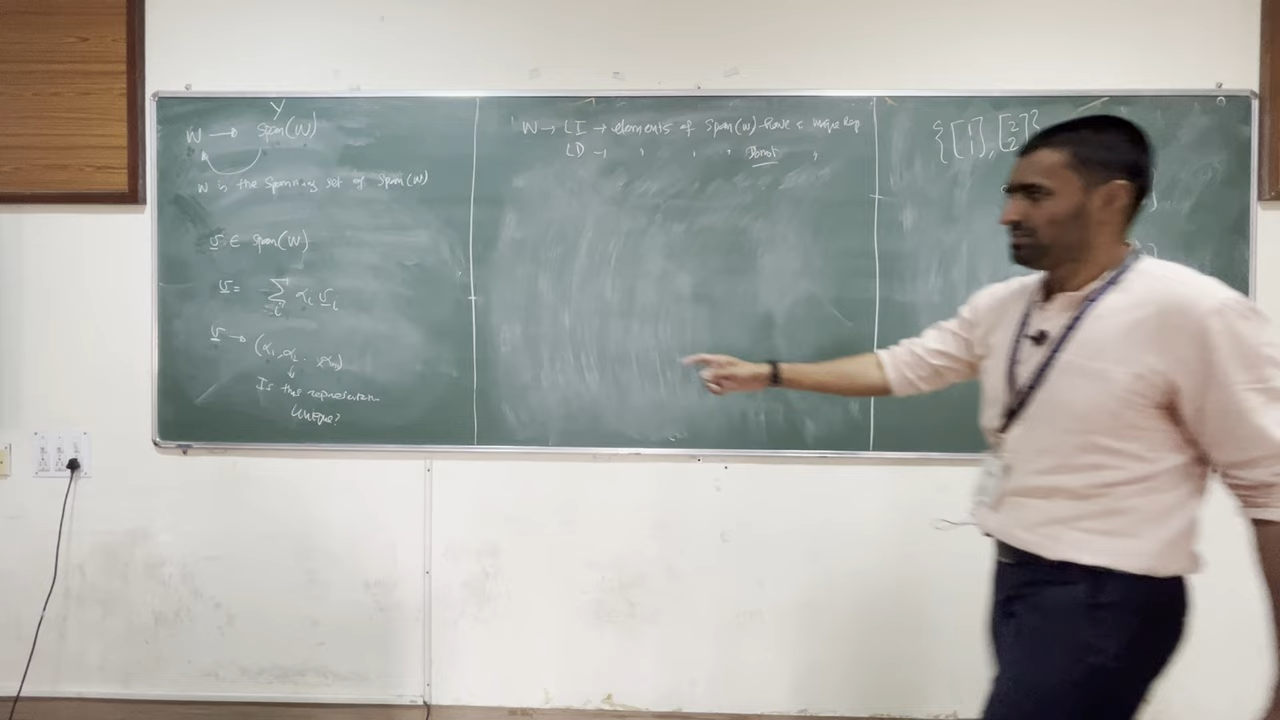 V
W → span(W)
W is the Spanning set of Span(W)
v ∈ span(W)
v = Σ αᵢ vᵢ
i
v → (α₁, α₂ . . αₙ)
↓
Is this representation
Unique?
W → LI → elements of Span(W) have a unique Rep
LD → " " " Donot "
{[1 1], [2 2]}